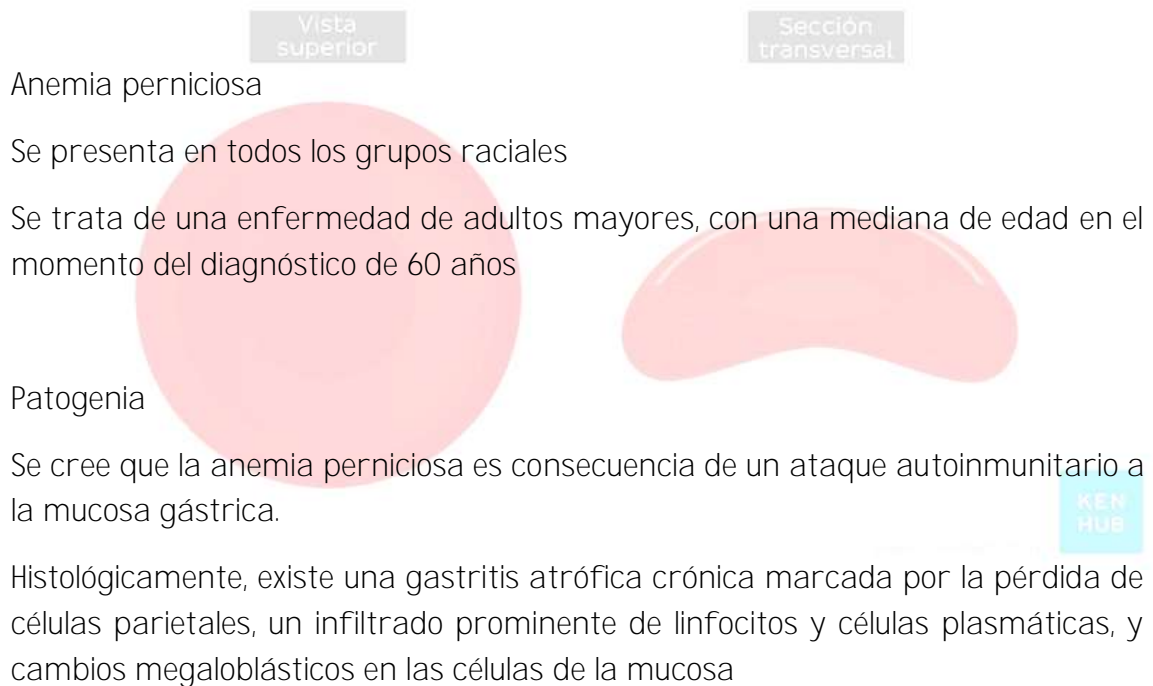 Vista
superior
Sección
transversal
Anemia perniciosa
Se presenta en todos los grupos raciales
Se trata de una enfermedad de adultos mayores, con una mediana de edad en el
momento del diagnóstico de 60 años
Patogenia
Se cree que la anemia perniciosa es consecuencia de un ataque autoinmunitario a
la mucosa gástrica.
KEN
HUB
Histológicamente, existe una gastritis atrófica crónica marcada por la pérdida de
células parietales, un infiltrado prominente de linfocitos y células plasmáticas, y
cambios megaloblásticos en las células de la mucosa